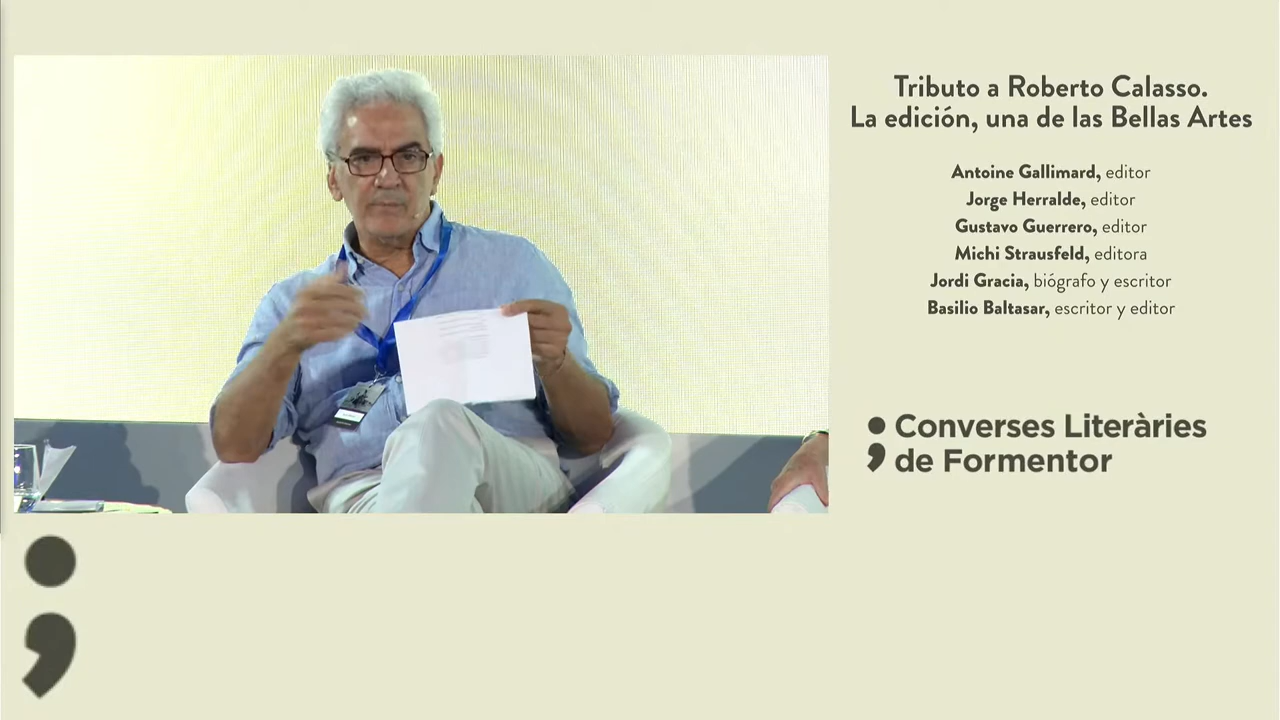 Tributo a Roberto Calasso.
La edición, una de las Bellas Artes
Antoine Gallimard, editor
Jorge Herralde, editor
Gustavo Guerrero, editor
Michi Strausfeld, editora
Jordi Gracia, biógrafo y escritor
Basilio Baltasar, escritor y editor
Converses Literàries
de Formentor